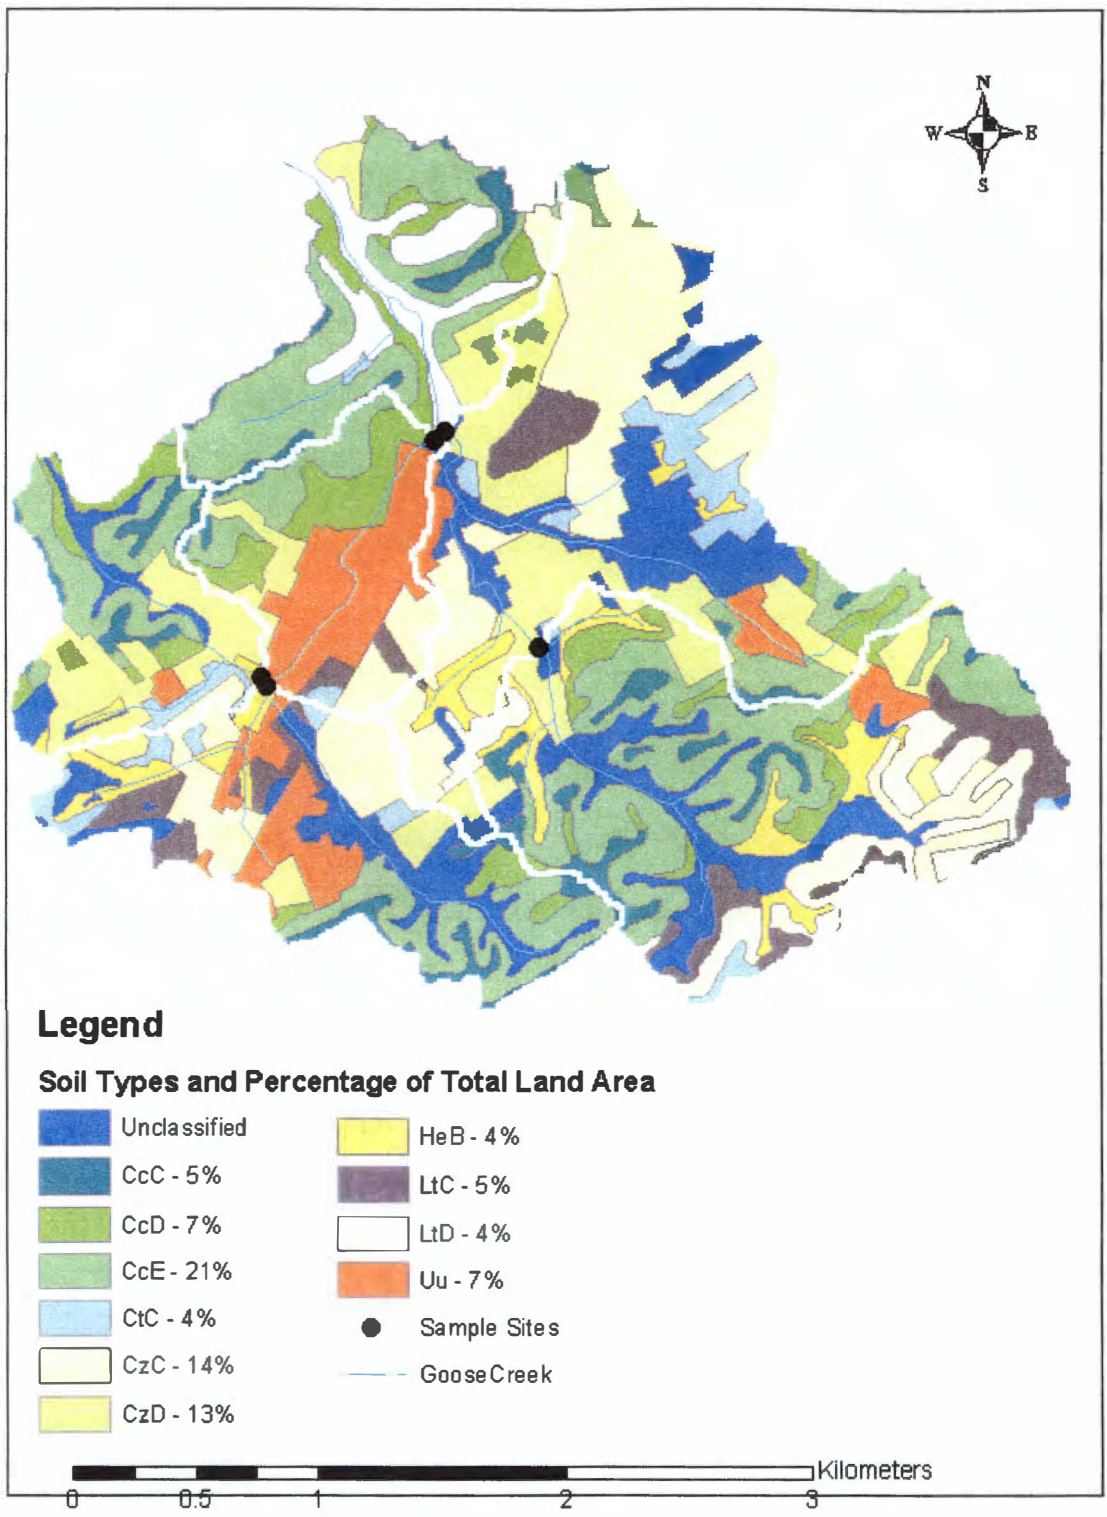 N
W E
S
Legend
Soil Types and Percentage of Total Land Area
Unclassified
CcC - 5%
CcD - 7%
CcE - 21%
CtC - 4%
CzC - 14%
CzD - 13%
HeB - 4%
LtC - 5%
LtD - 4%
Uu - 7%
Sample Sites
GooseCreek
Kilometers
0 0.5 1 2 3